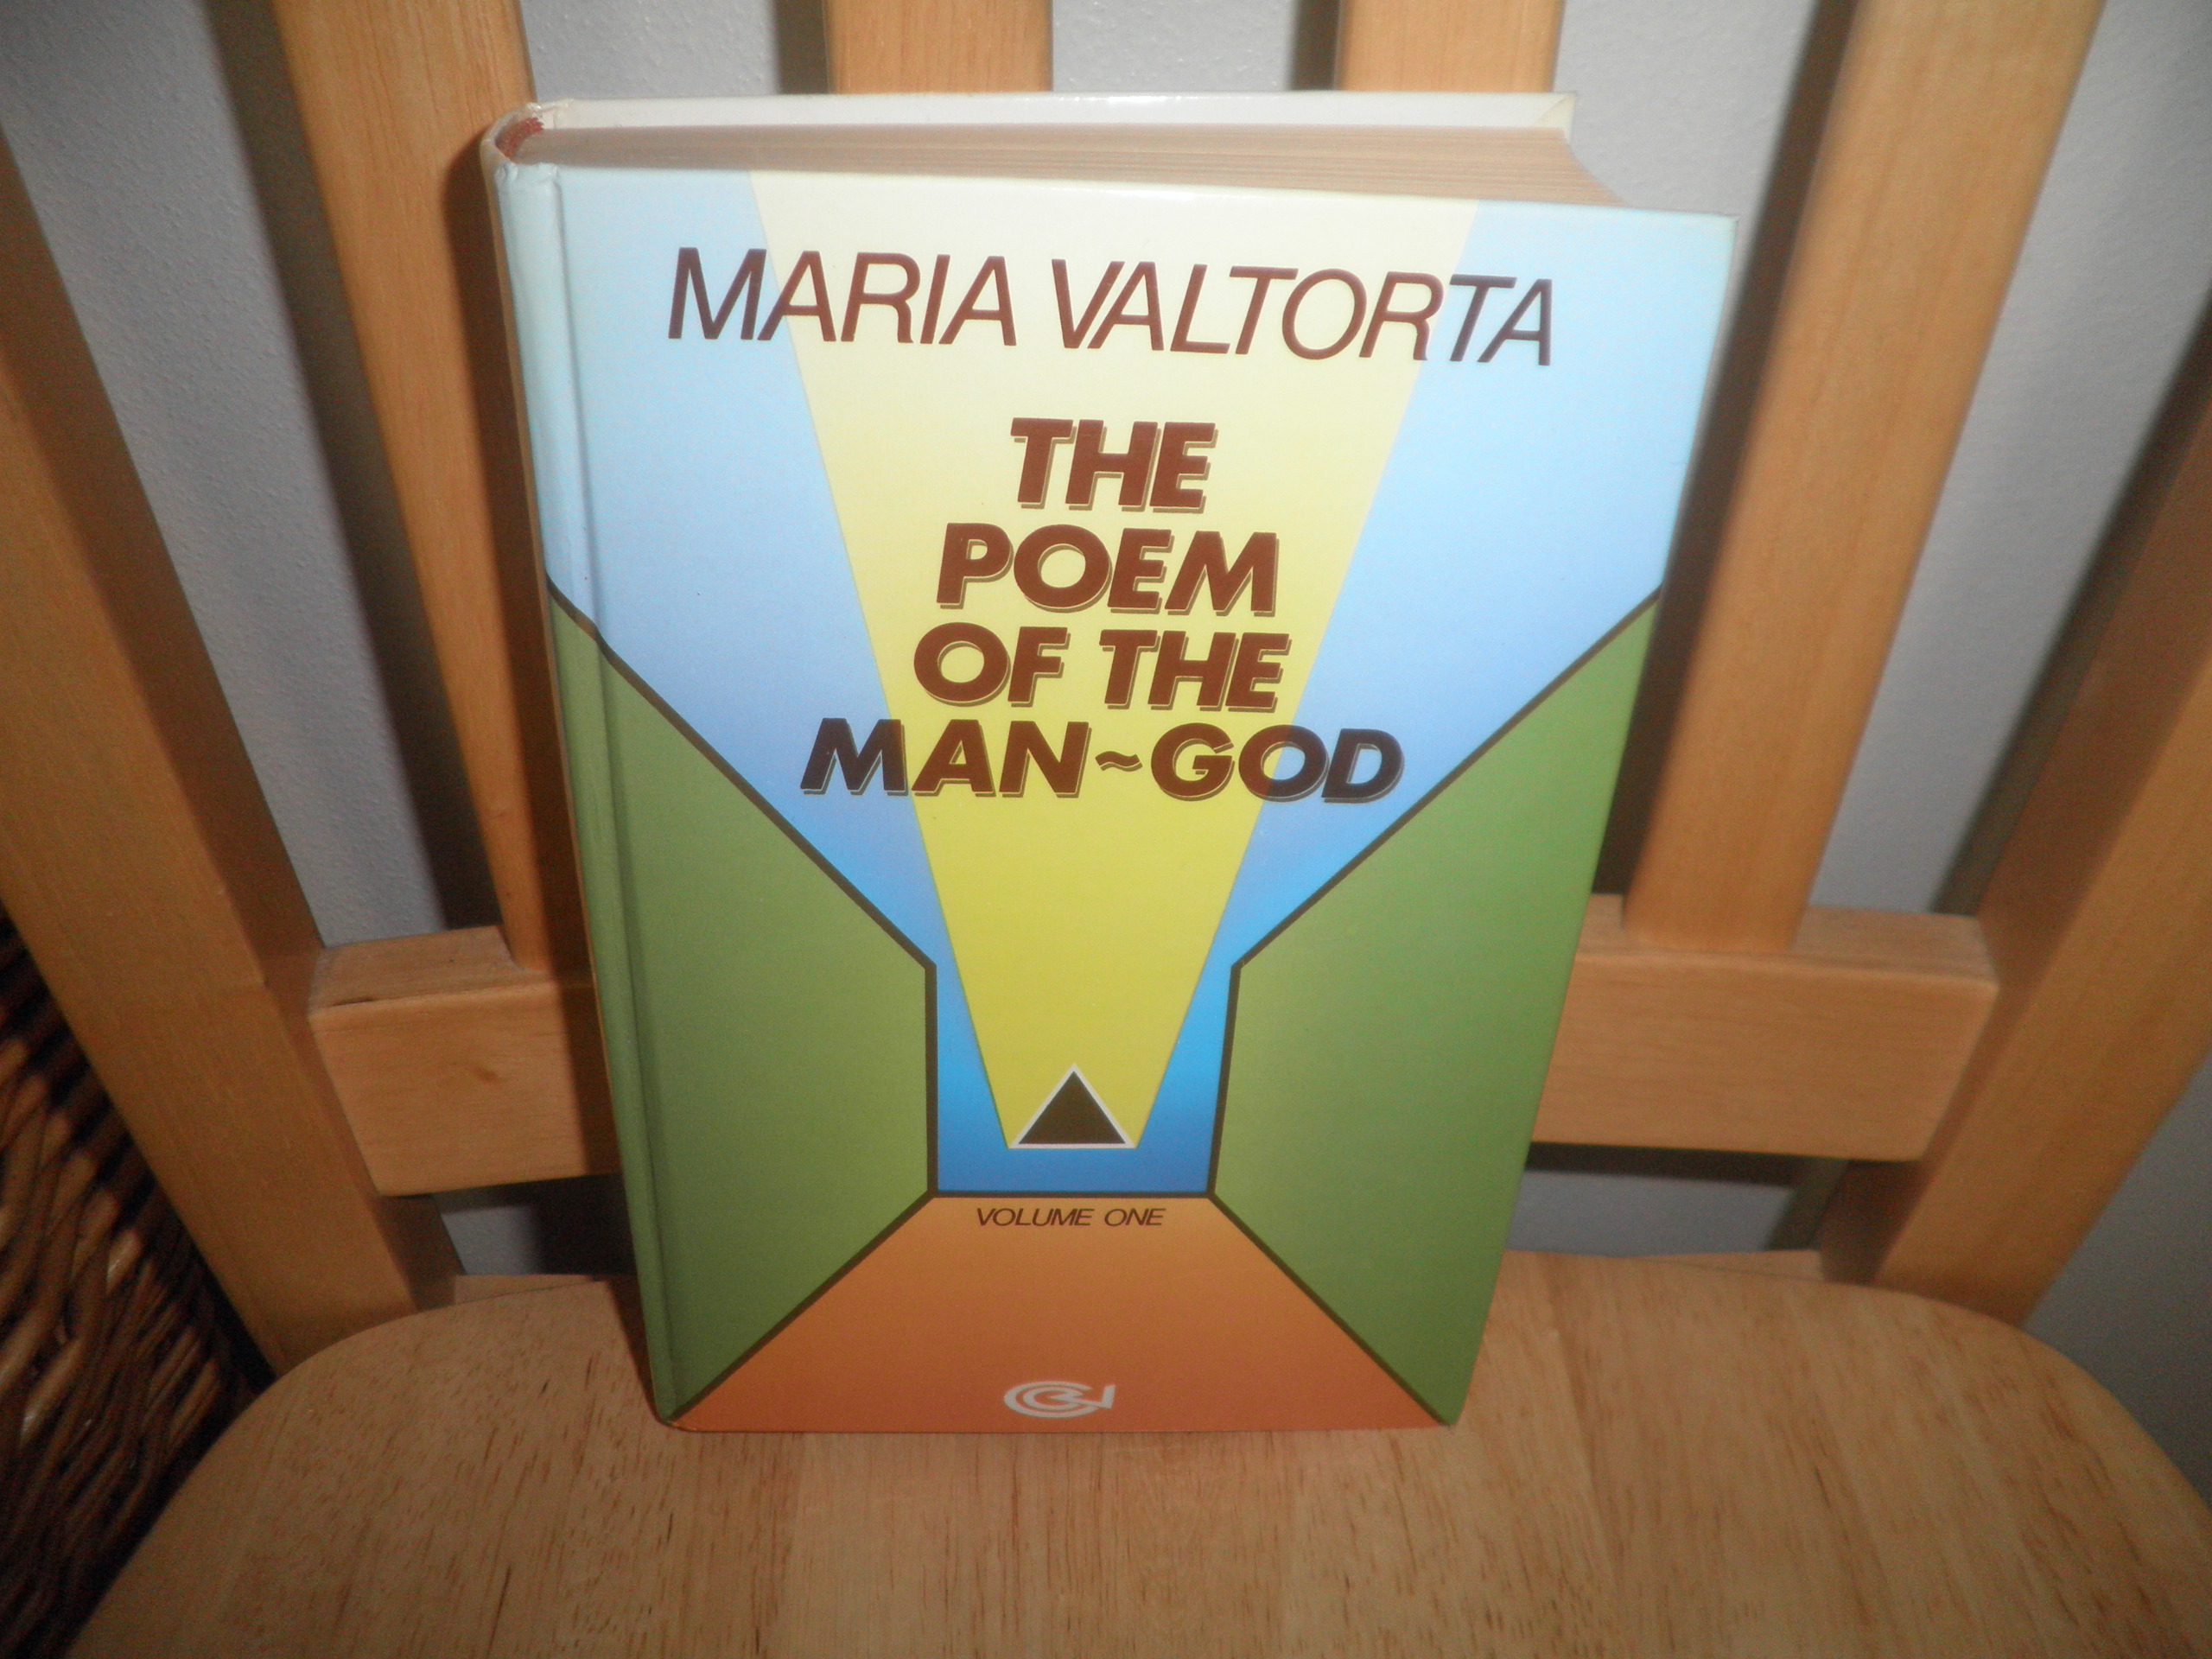 MARIA VALTORTA
THE
POEM
OF THE
MAN~GOD
VOLUME ONE